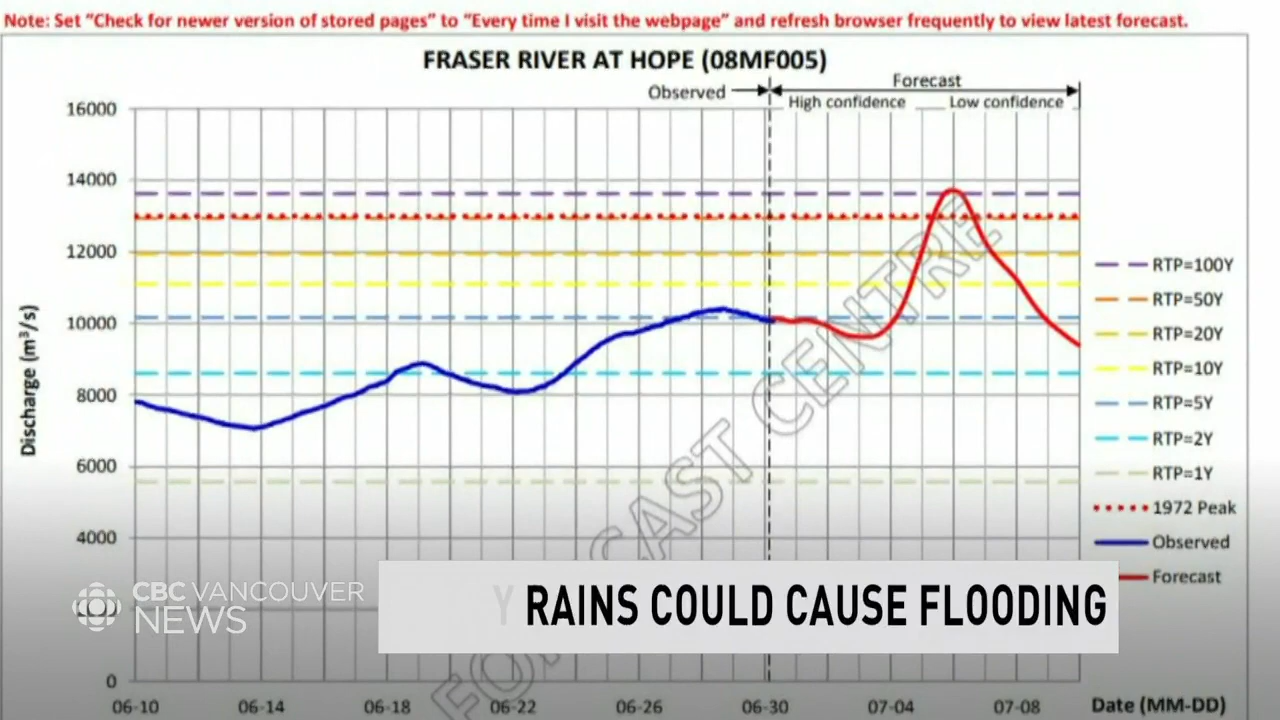 Note: Set "Check for newer version of stored pages" to "Every time I visit the webpage" and refresh browser frequently to view latest forecast.
FRASER RIVER AT HOPE (08MF005)
Forecast
Observed
High confidence
Low confidence
16000
14000
12000
10000
8000
6000
4000
0
Discharge (m³/s)
RTP=100Y
RTP=50Y
RTP=20Y
RTP=10Y
RTP=5Y
RTP=2Y
RTP=1Y
1972 Peak
Observed
Forecast
CENTRE
CBC VANCOUVER
NEWS
Y RAINS COULD CAUSE FLOODING
06-10
06-14
06-18
06-22
06-26
06-30
07-04
07-08
Date (MM-DD)